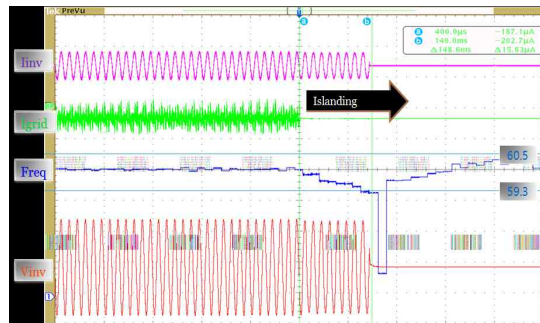 PreVu
a
b
a 400.0µs -187.1µA
b 149.0ms -202.7µA
Δ148.6ms Δ15.63µA
Iinv
Islanding
Igrid
60.5
Freq
59.3
Vinv
1